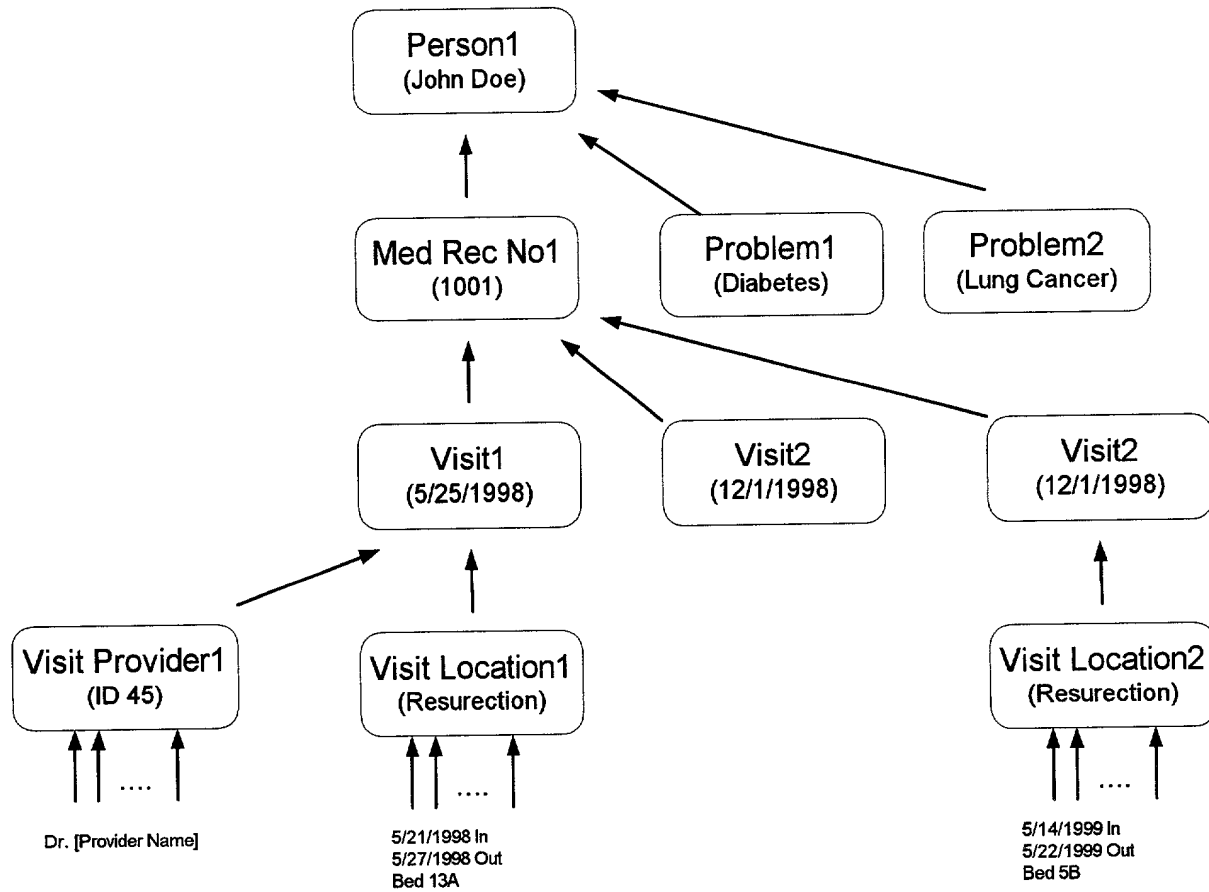 Person1
(John Doe)
Med Rec No1
(1001)
Problem1
(Diabetes)
Problem2
(Lung Cancer)
Visit1
(5/25/1998)
Visit2
(12/1/1998)
Visit2
(12/1/1998)
Visit Provider1
(ID 45)
Visit Location1
(Resurection)
Visit Location2
(Resurection)
....
....
....
Dr. [Provider Name]
5/21/1998 In
5/27/1998 Out
Bed 13A
5/14/1999 In
5/22/1999 Out
Bed 5B